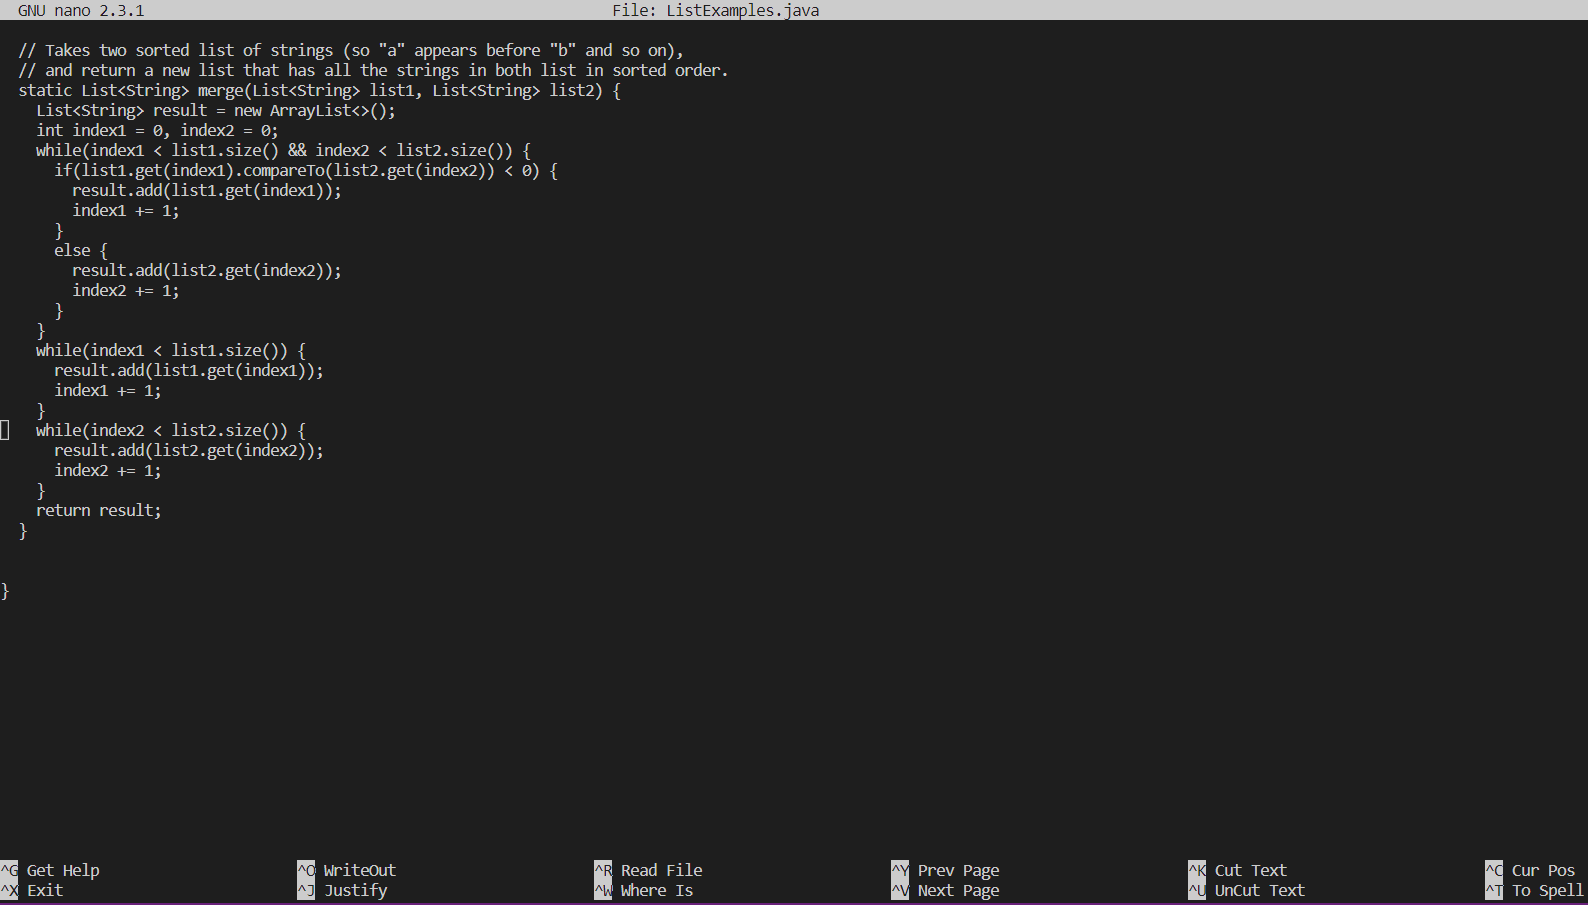 GNU nano 2.3.1 File: ListExamples.java
// Takes two sorted list of strings (so "a" appears before "b" and so on),
// and return a new list that has all the strings in both list in sorted order.
static List<String> merge(List<String> list1, List<String> list2) {
List<String> result = new ArrayList<>();
int index1 = 0, index2 = 0;
while(index1 < list1.size() && index2 < list2.size()) {
if(list1.get(index1).compareTo(list2.get(index2)) < 0) {
result.add(list1.get(index1));
index1 += 1;
}
else {
result.add(list2.get(index2));
index2 += 1;
}
}
while(index1 < list1.size()) {
result.add(list1.get(index1));
index1 += 1;
}
while(index2 < list2.size()) {
result.add(list2.get(index2));
index2 += 1;
}
return result;
}
}
^G Get Help ^O WriteOut ^R Read File ^Y Prev Page ^K Cut Text ^C Cur Pos
^X Exit ^J Justify ^W Where Is ^V Next Page ^U UnCut Text ^T To Spell